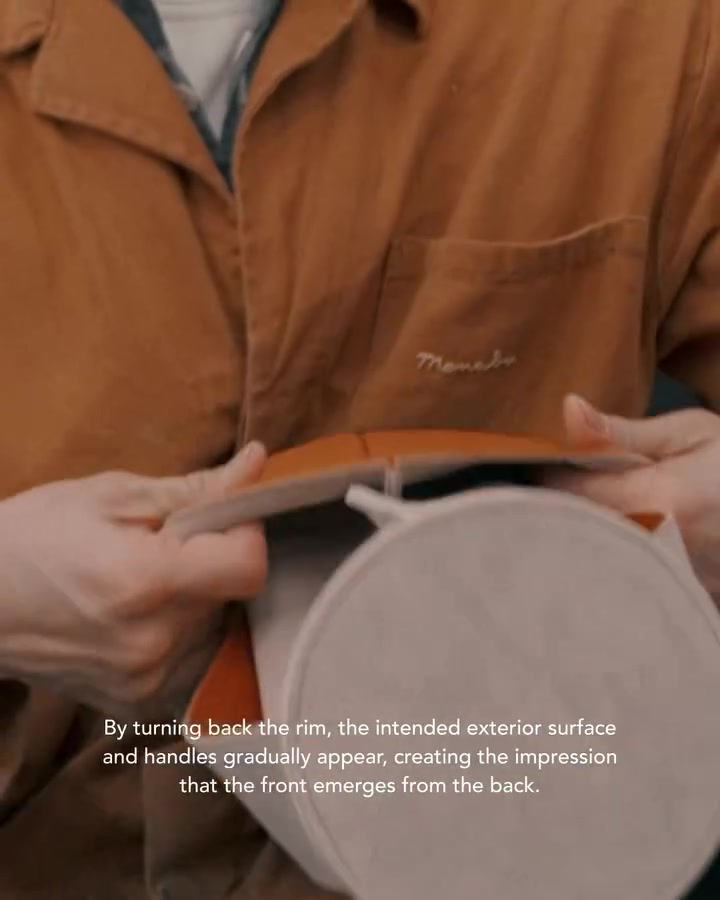 Manabu
By turning back the rim, the intended exterior surface
and handles gradually appear, creating the impression
that the front emerges from the back.